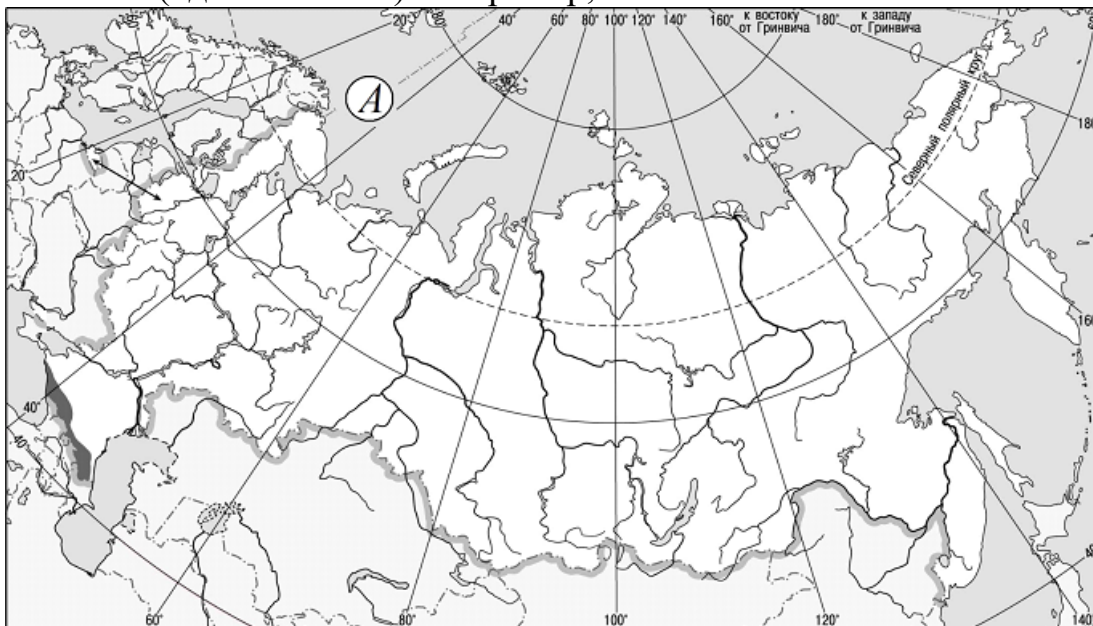 20° 40° 60° 80° 100° 120° 140° 160° к востоку от Гринвича 180° к западу от Гринвича
А
Северный полярный круг
20
180
160
40°
40
60° 80° 100° 120° 140